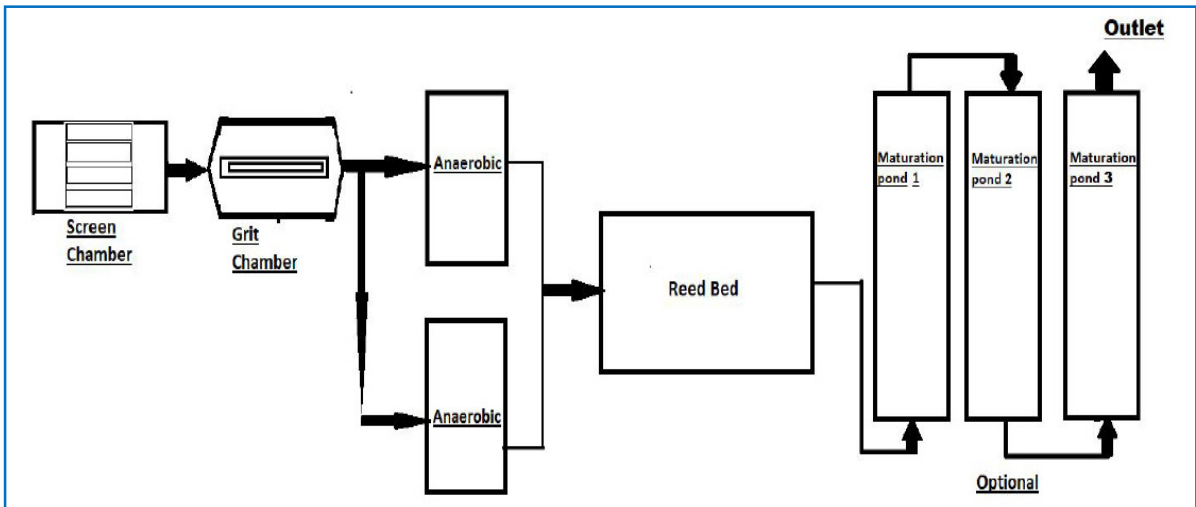 Outlet
Screen
Chamber
Grit
Chamber
Anaerobic
Anaerobic
Reed Bed
Maturation
pond 1
Maturation
pond 2
Maturation
pond 3
Optional